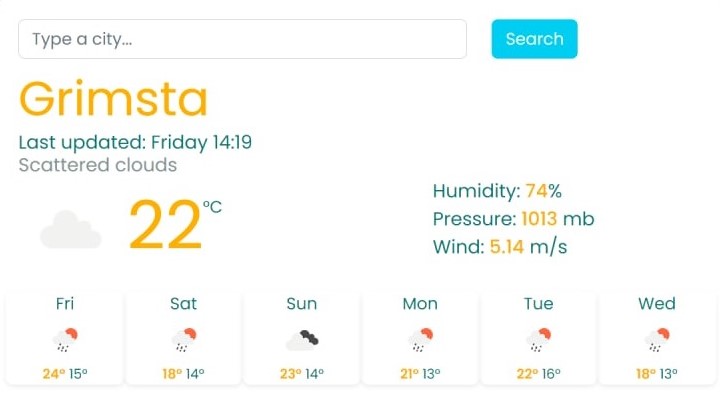 Type a city... Search
Grimsta
Last updated: Friday 14:19
Scattered clouds
22 °C
Humidity: 74%
Pressure: 1013 mb
Wind: 5.14 m/s
Fri Sat Sun Mon Tue Wed
24° 15° 18° 14° 23° 14° 21° 13° 22° 16° 18° 13°